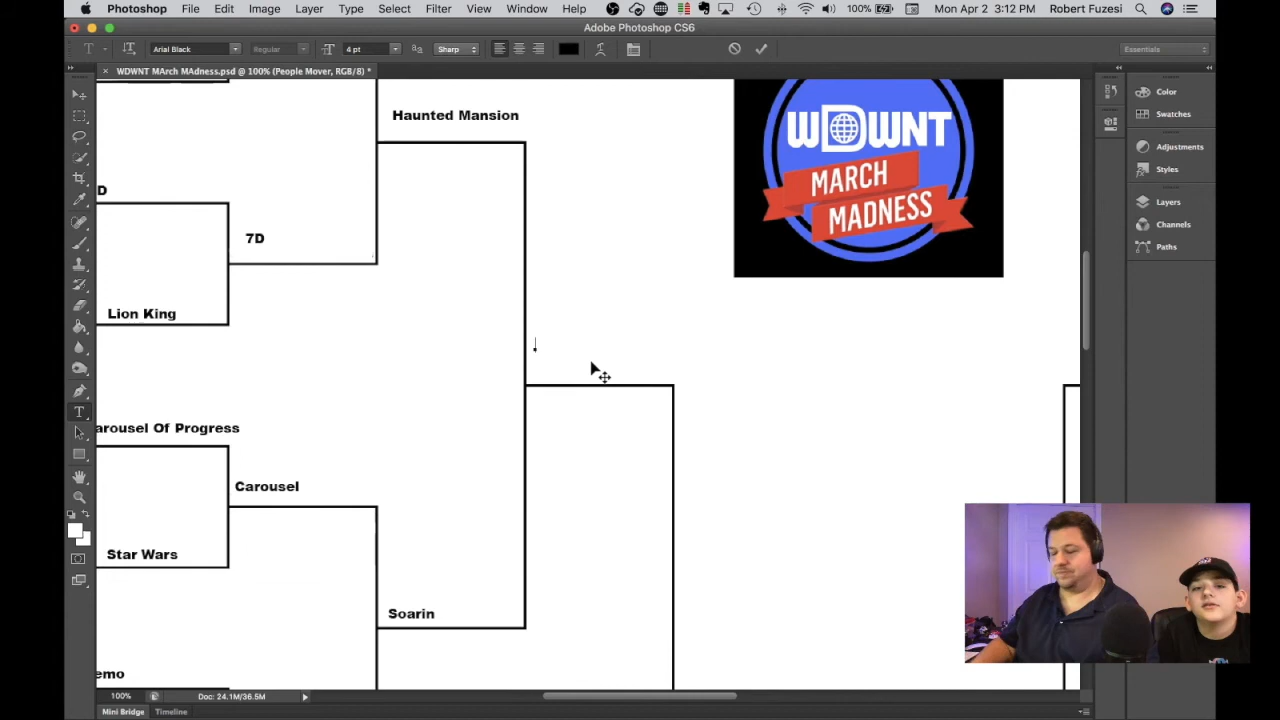 Photoshop File Edit Image Layer Type Select Filter View Window Help 100% Mon Apr 2 3:12 PM Robert Fuzesi
Adobe Photoshop CS6
T Arial Black Regular 4 pt Sharp Essentials
WDWNT MArch MAdness.psd @ 100% (People Mover, RGB/8) *
Color
Swatches
Adjustments
Styles
Layers
Channels
Paths
Haunted Mansion
WDWNT
MARCH
MADNESS
D
7D
Lion King
arousel Of Progress
Carousel
Star Wars
Soarin
emo
100% Doc: 24.1M/36.5M
Mini Bridge Timeline